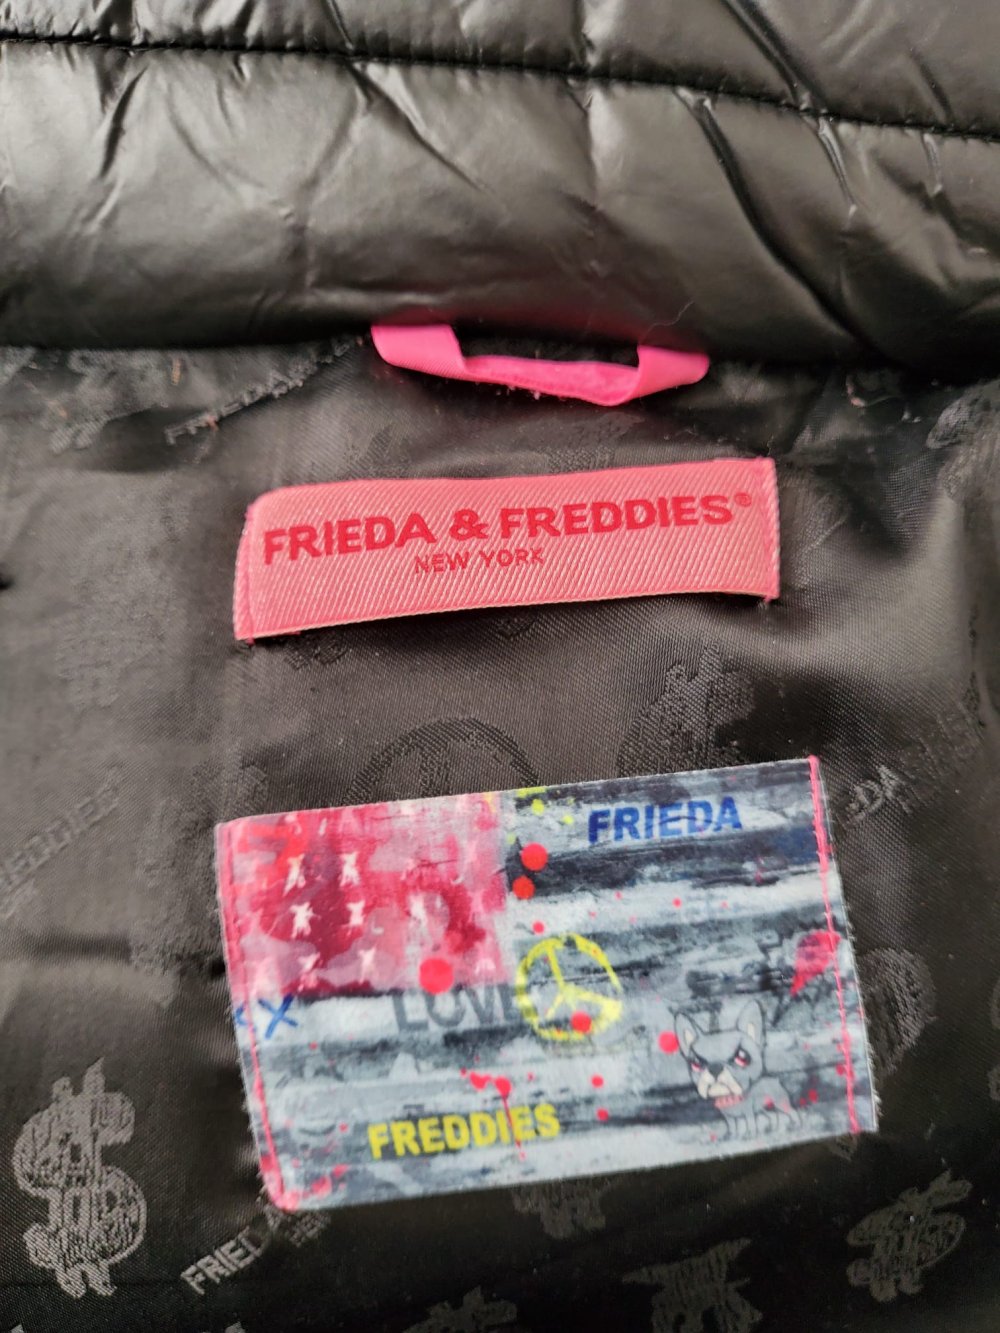 FRIEDA & FREDDIES®
NEW YORK
FRIEDA
LOVE
X
FREDDIES